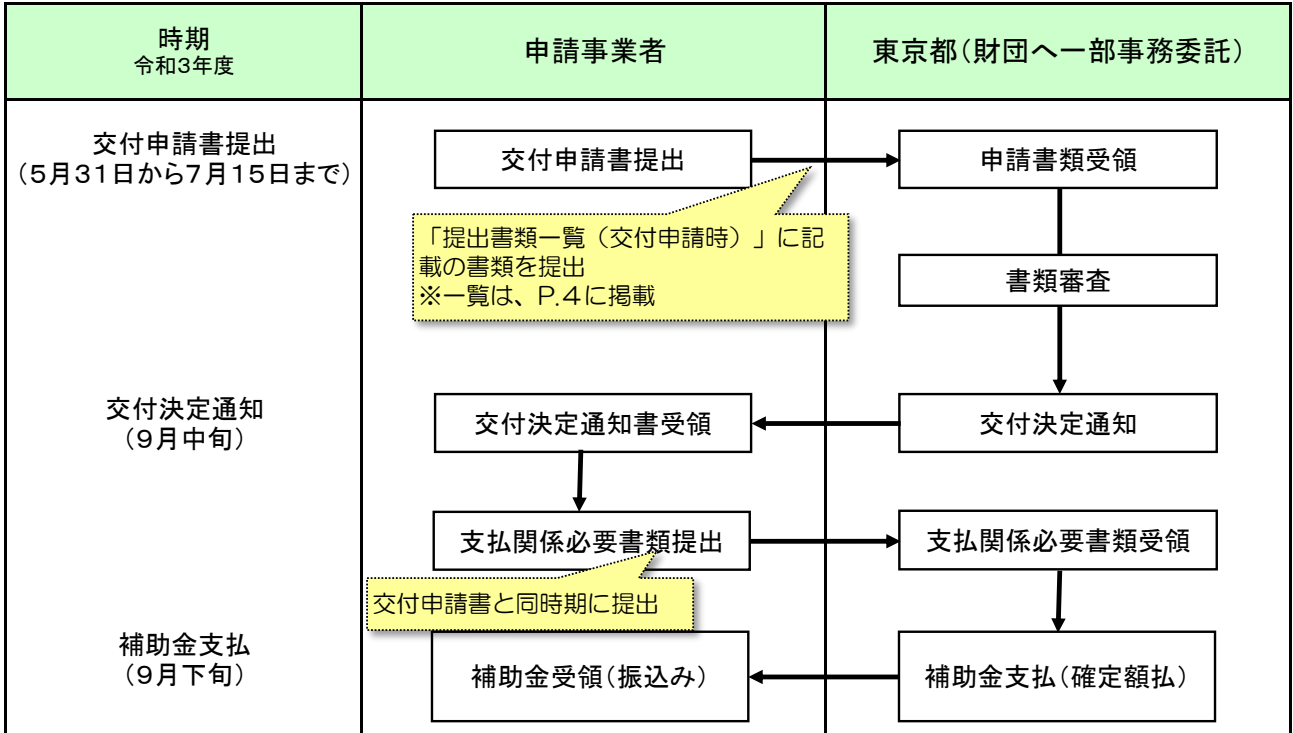 時期
令和3年度
申請事業者
東京都（財団へ一部事務委託）
交付申請書提出
（５月３１日から７月１５日まで）
交付申請書提出
申請書類受領
「提出書類一覧（交付申請時）」に記
載の書類を提出
※一覧は、P.４に掲載
書類審査
交付決定通知
（９月中旬）
交付決定通知書受領
交付決定通知
支払関係必要書類提出
支払関係必要書類受領
交付申請書と同時期に提出
補助金支払
（９月下旬）
補助金受領（振込み）
補助金支払（確定額払）